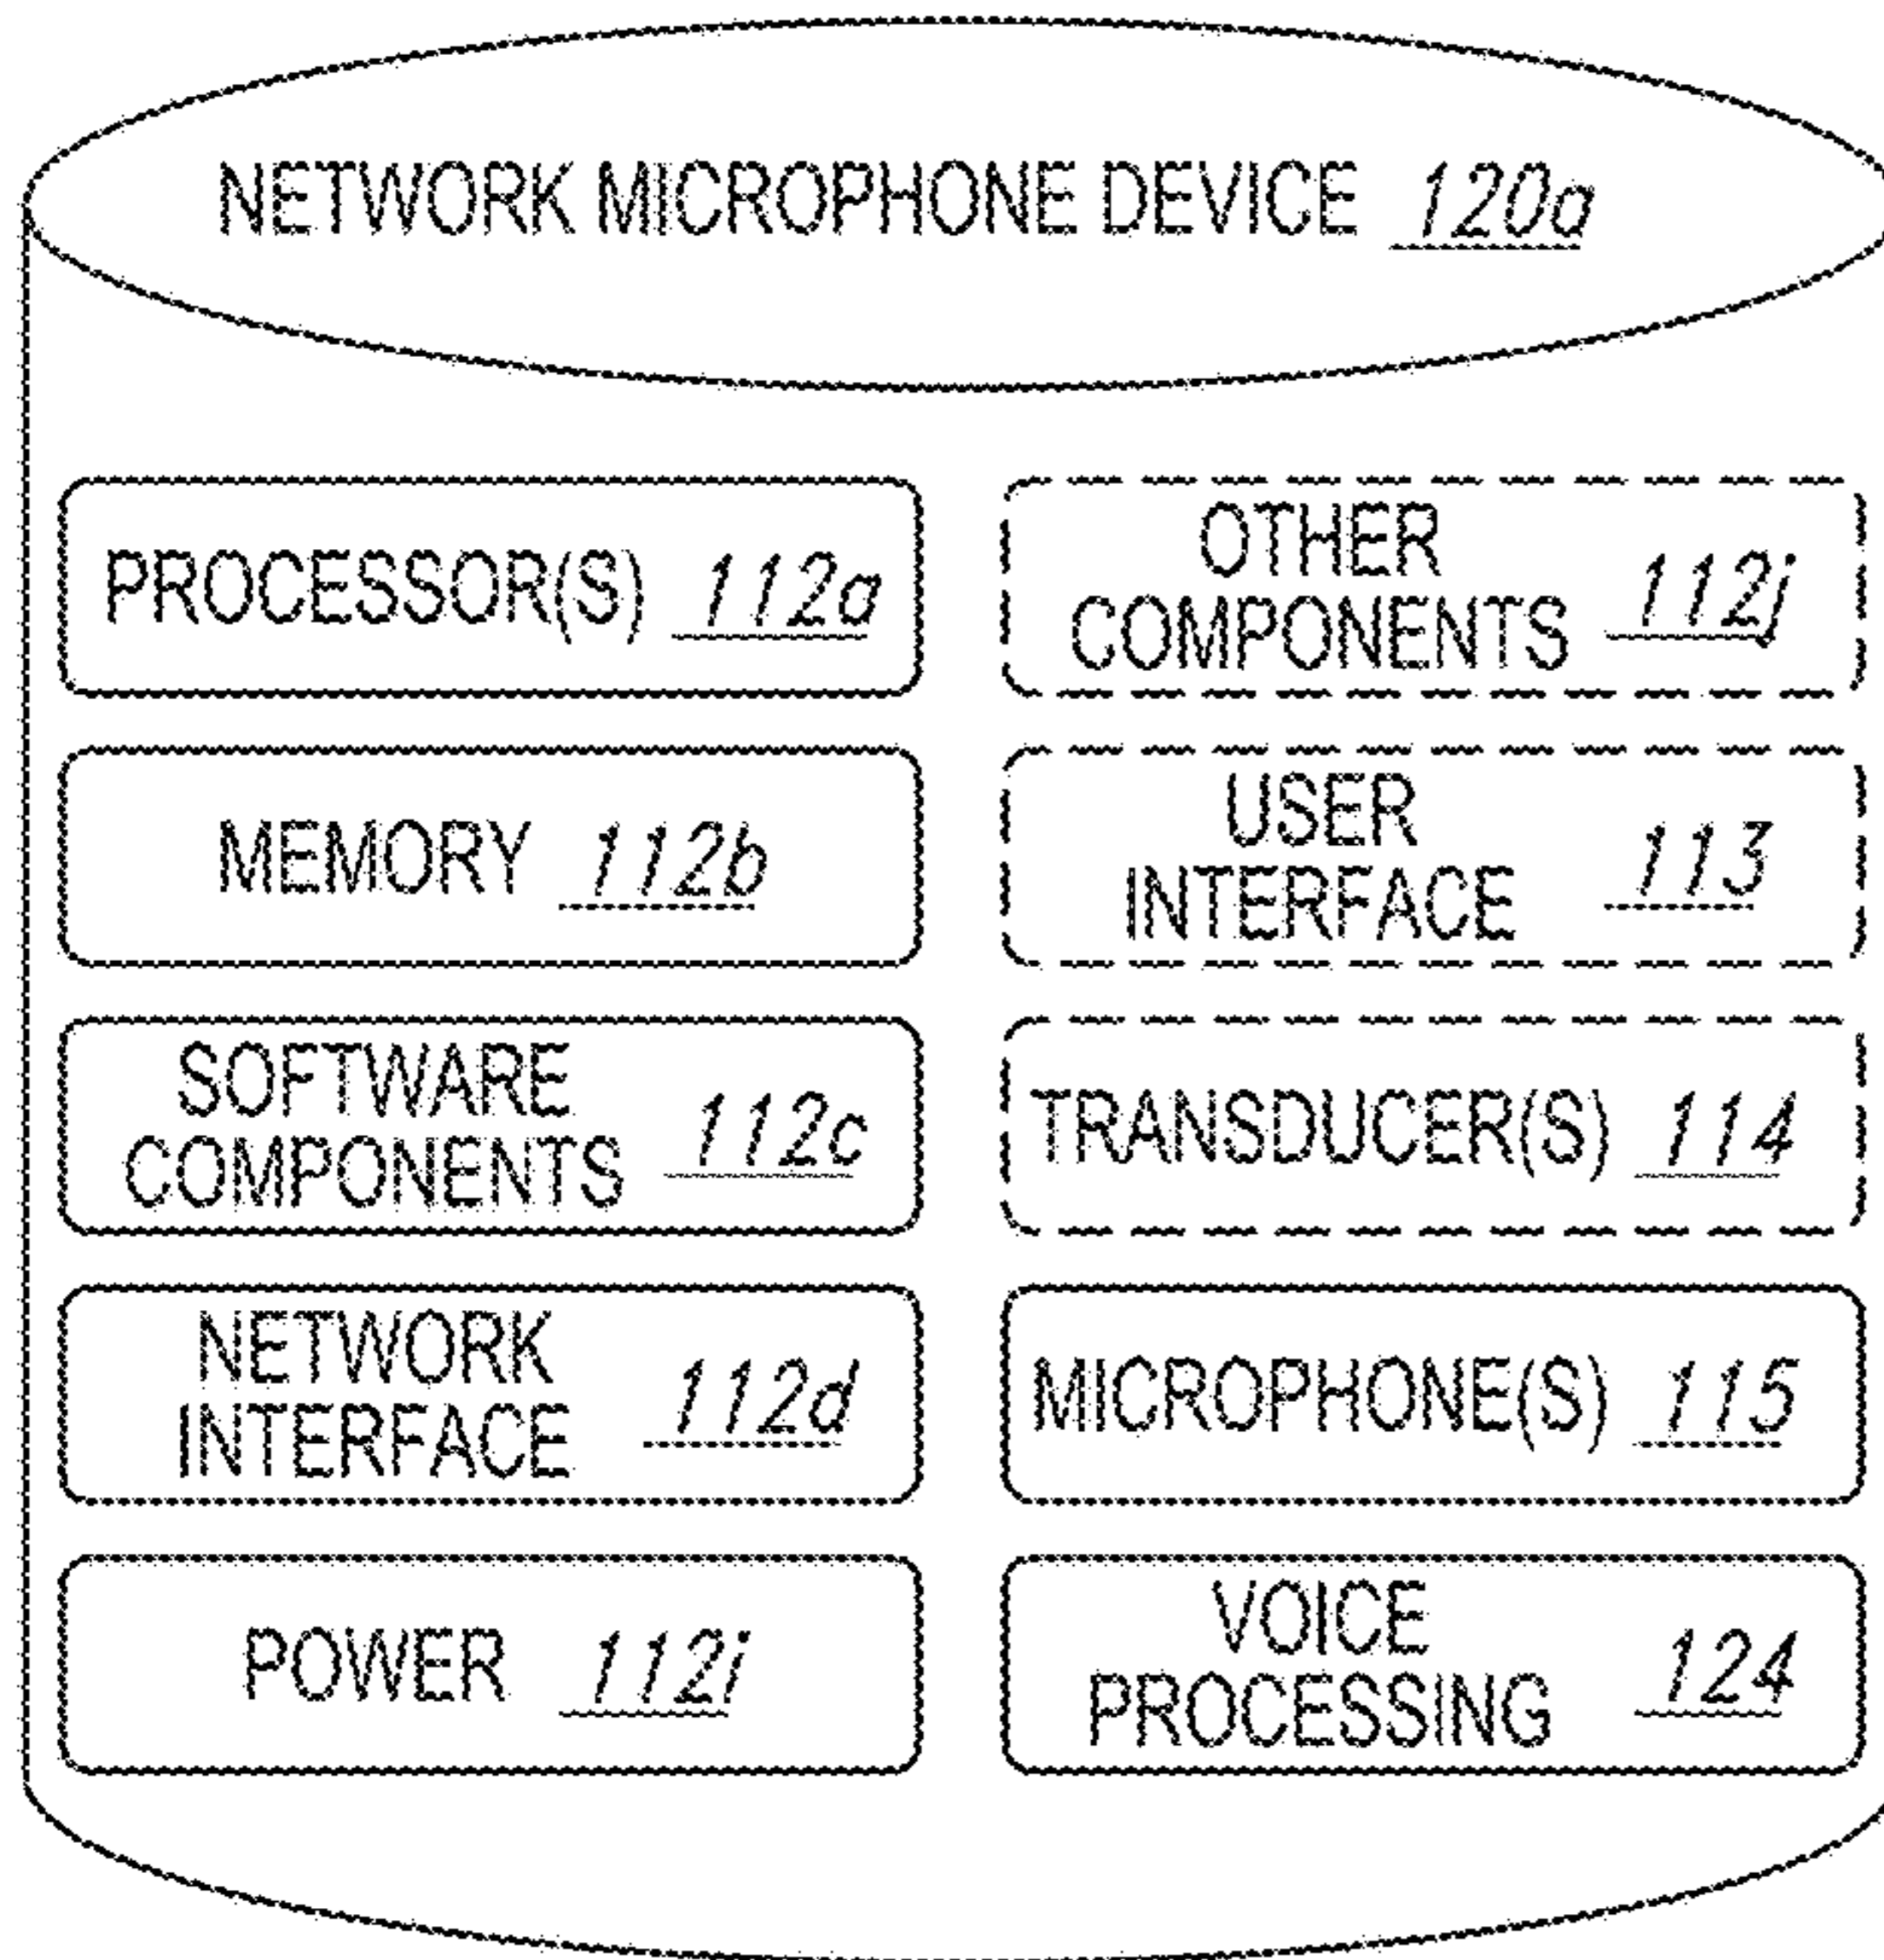 NETWORK MICROPHONE DEVICE 120a
PROCESSOR(S) 112a
MEMORY 112b
SOFTWARE
COMPONENTS 112c
NETWORK
INTERFACE 112d
POWER 112i
OTHER
COMPONENTS 112j
USER
INTERFACE 113
TRANSDUCER(S) 114
MICROPHONE(S) 115
VOICE
PROCESSING 124